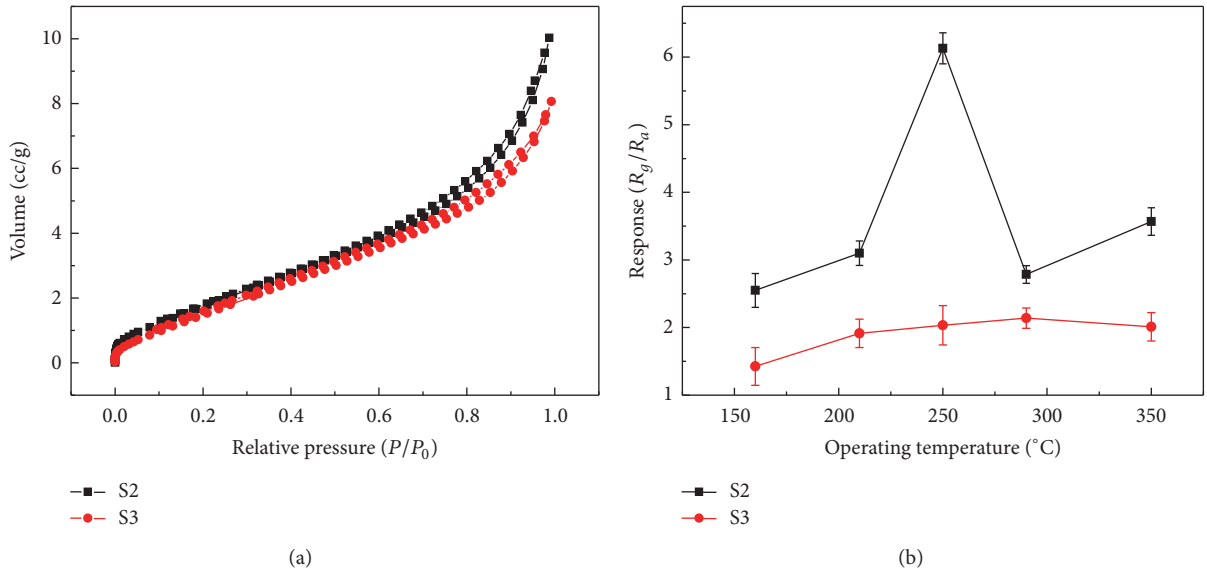 10
8
6
4
2
0
Volume (cc/g)
0.0 0.2 0.4 0.6 0.8 1.0
Relative pressure (P/P₀)
S2
S3
(a)
6
5
4
3
2
1
Response (R_g/R_a)
150 200 250 300 350
Operating temperature (°C)
S2
S3
(b)